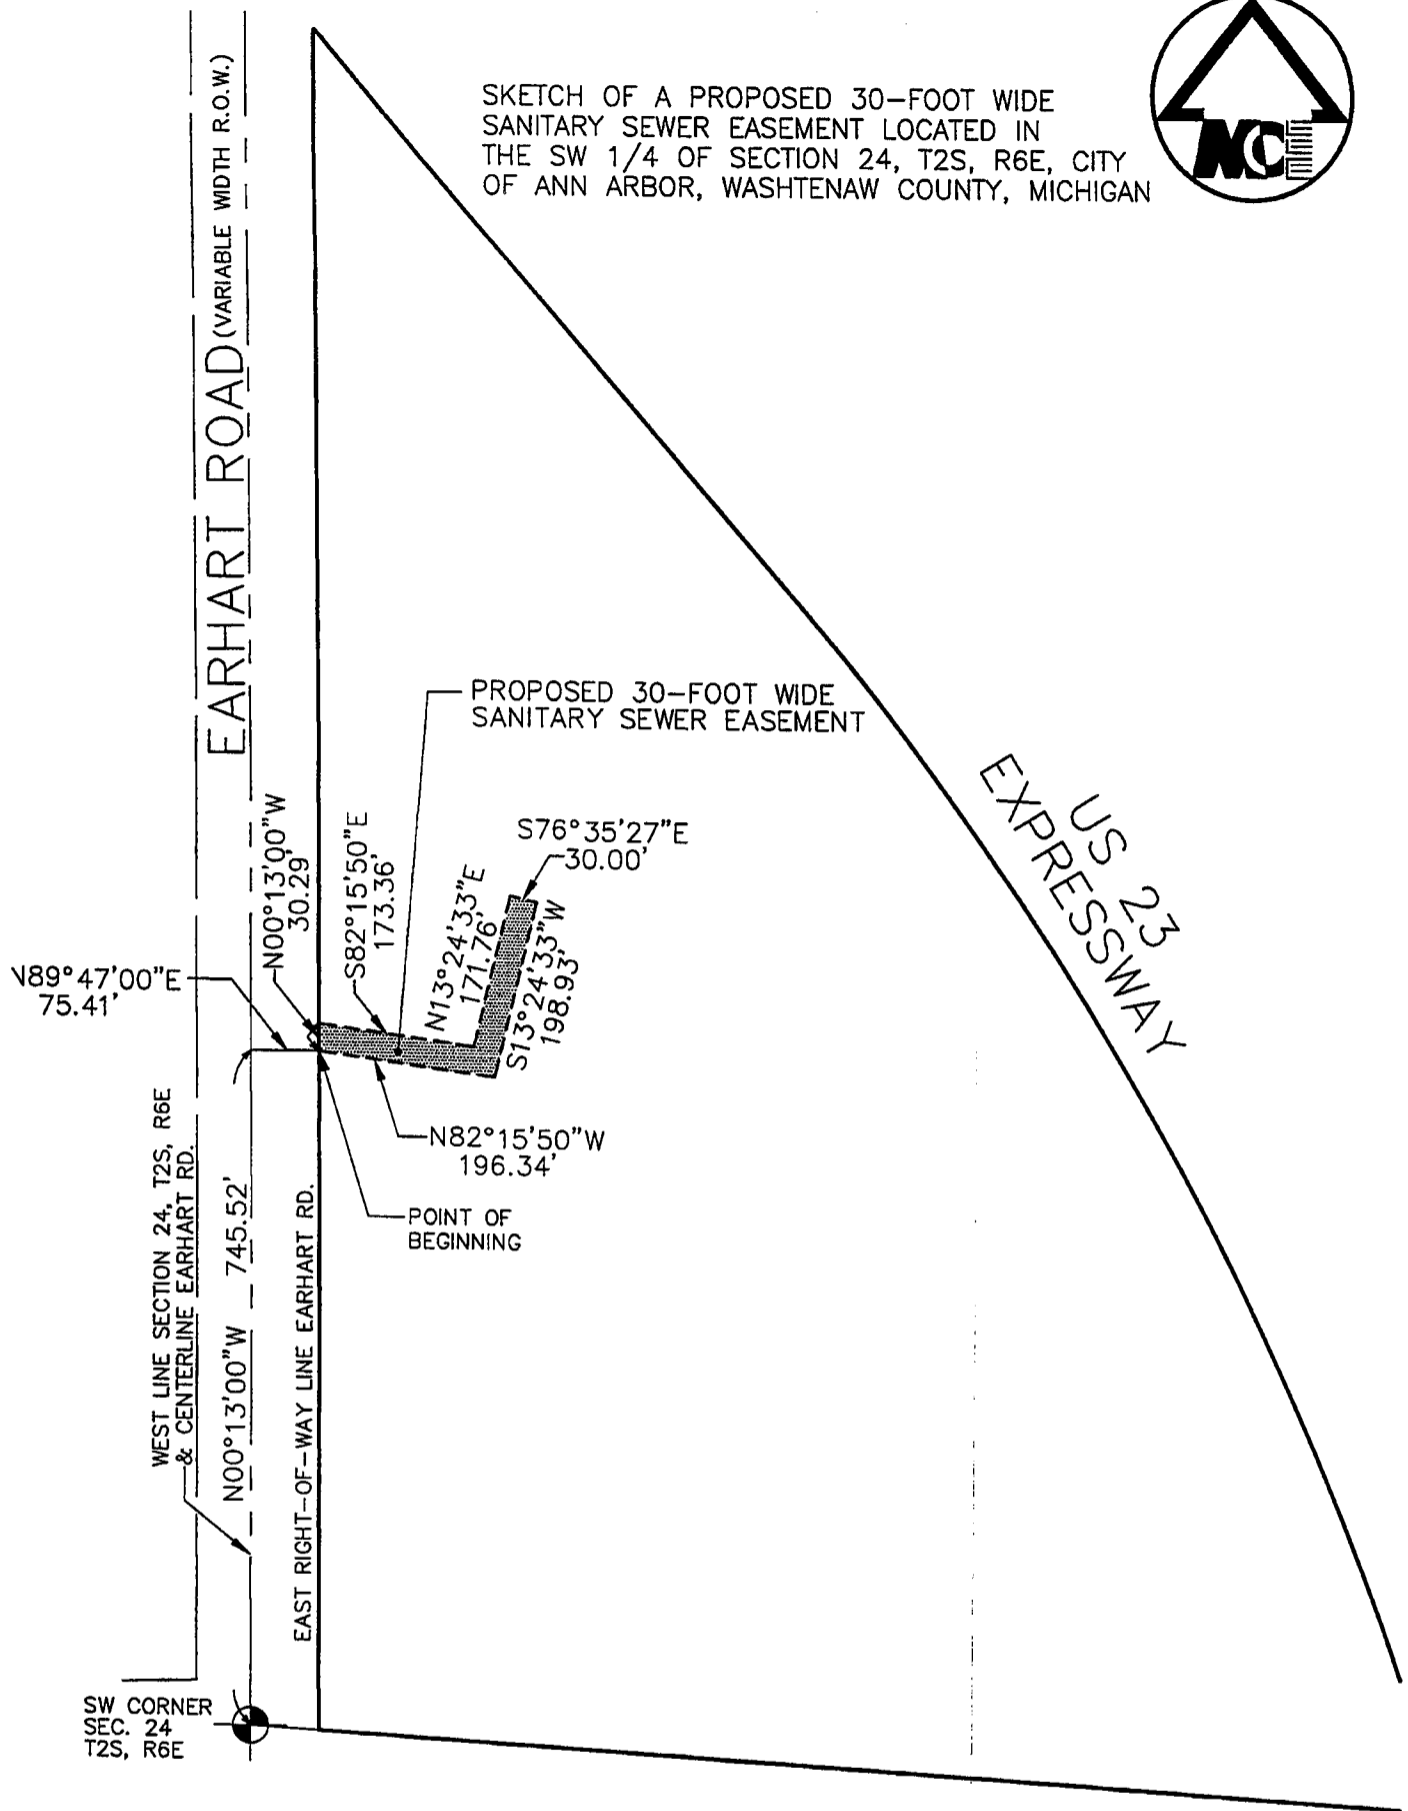 SKETCH OF A PROPOSED 30-FOOT WIDE
SANITARY SEWER EASEMENT LOCATED IN
THE SW 1/4 OF SECTION 24, T2S, R6E, CITY
OF ANN ARBOR, WASHTENAW COUNTY, MICHIGAN
EARHART ROAD (VARIABLE WIDTH R.O.W.)
PROPOSED 30-FOOT WIDE
SANITARY SEWER EASEMENT
US 23
EXPRESSWAY
N00°13'00"W
30.29'
S82°15'50"E
173.36'
N13°24'33"E
171.76'
S76°35'27"E
30.00'
S13°24'33"W
198.93'
N89°47'00"E
75.41'
N82°15'50"W
196.34'
POINT OF
BEGINNING
WEST LINE SECTION 24, T2S, R6E
& CENTERLINE EARHART RD.
N00°13'00"W 745.52'
EAST RIGHT-OF-WAY LINE EARHART RD.
SW CORNER
SEC. 24
T2S, R6E